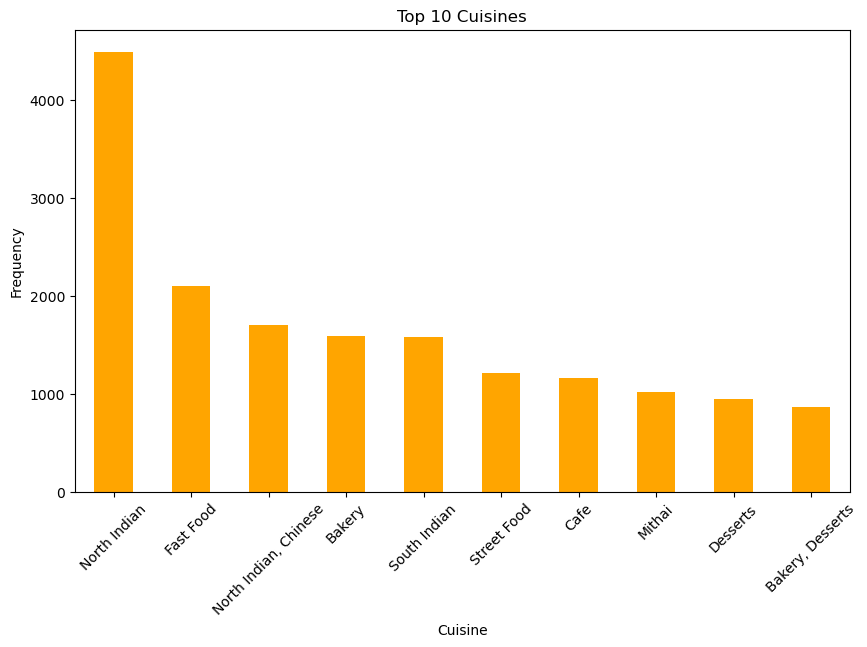 Top 10 Cuisines
Frequency
4000
3000
2000
1000
0
North Indian
Fast Food
North Indian, Chinese
Bakery
South Indian
Street Food
Cafe
Mithai
Desserts
Bakery, Desserts
Cuisine